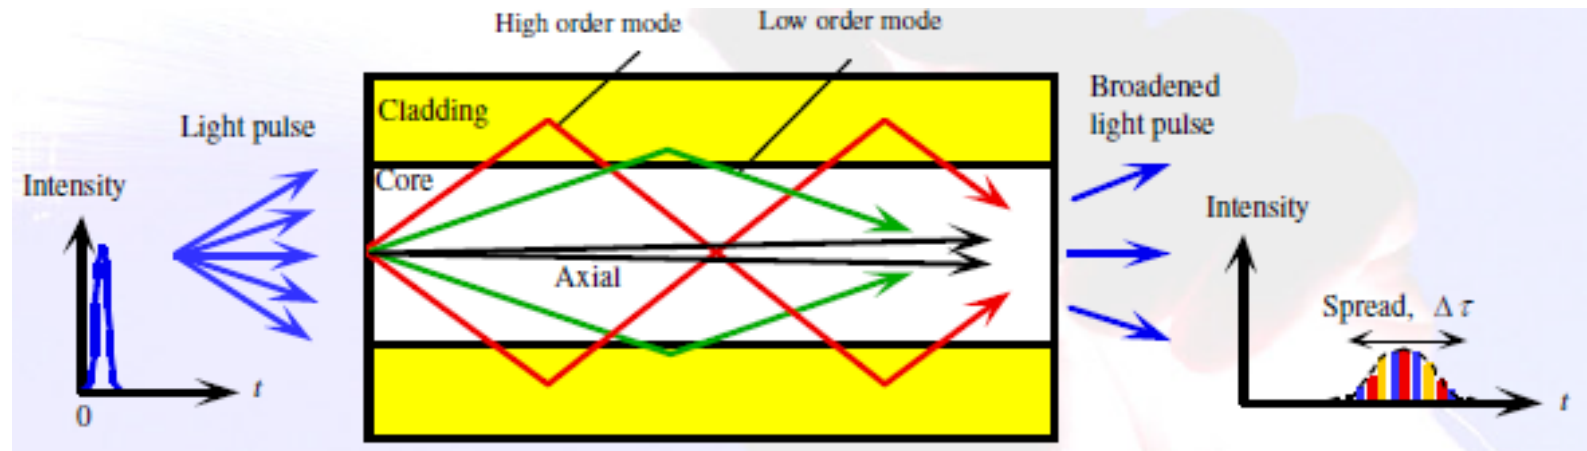 High order mode
Low order mode
Light pulse
Intensity
0
t
Cladding
Core
Axial
Broadened
light pulse
Intensity
Spread, Δτ
t